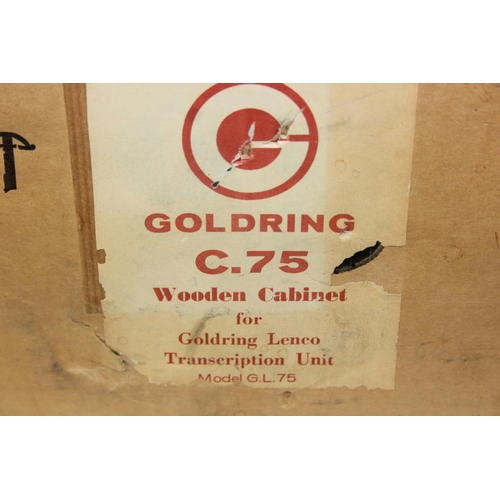 GOLDRING
C.75
Wooden Cabinet
for
Goldring Lenco
Transcription Unit
Model G.L.75